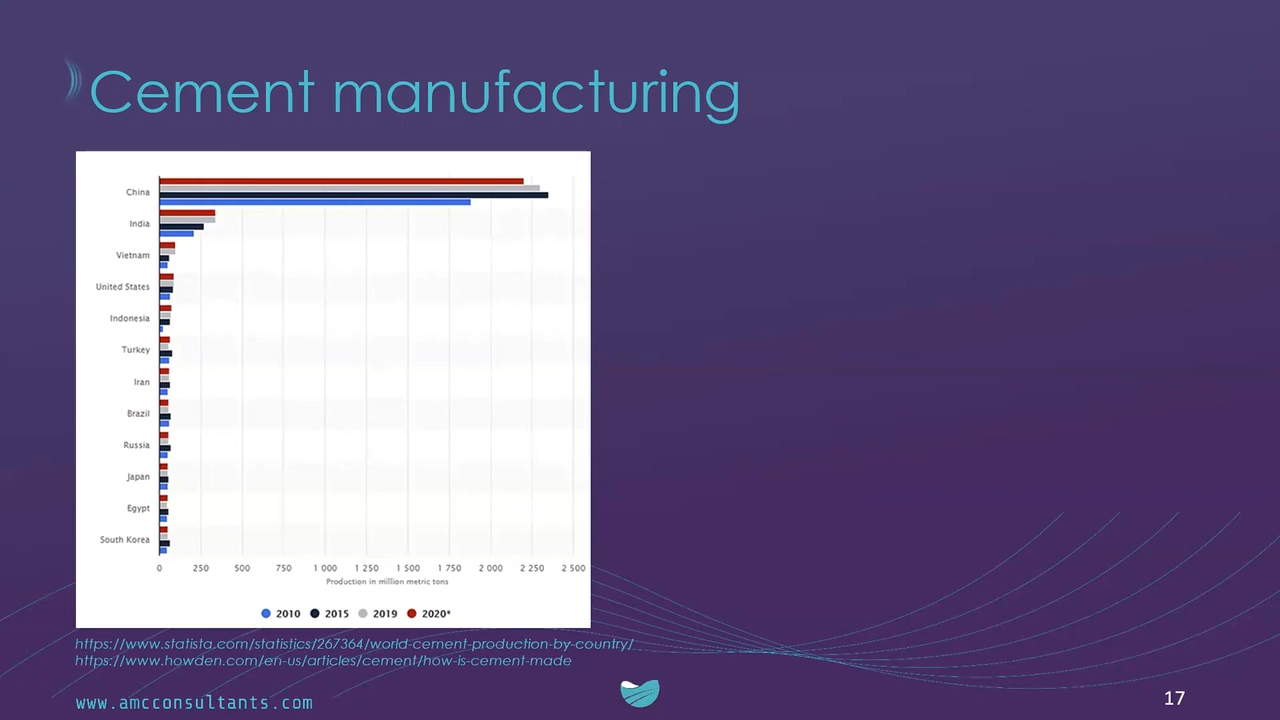 Cement manufacturing
China
India
Vietnam
United States
Indonesia
Turkey
Iran
Brazil
Russia
Japan
Egypt
South Korea
0 250 500 750 1 000 1 250 1 500 1 750 2 000 2 250 2 500
Production in million metric tons
2010 2015 2019 2020*
https://www.statista.com/statistics/267364/world-cement-production-by-country/
https://www.howden.com/en-us/articles/cement/how-is-cement-made
www.amcconsultants.com
17